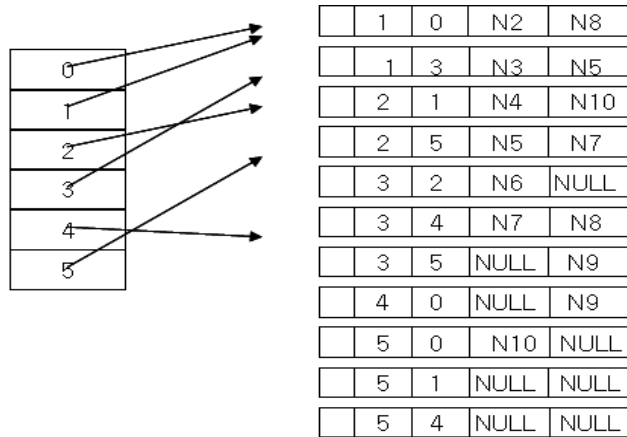 0
1
2
3
4
5
1 0 N2 N8
1 3 N3 N5
2 1 N4 N10
2 5 N5 N7
3 2 N6 NULL
3 4 N7 N8
3 5 NULL N9
4 0 NULL N9
5 0 N10 NULL
5 1 NULL NULL
5 4 NULL NULL